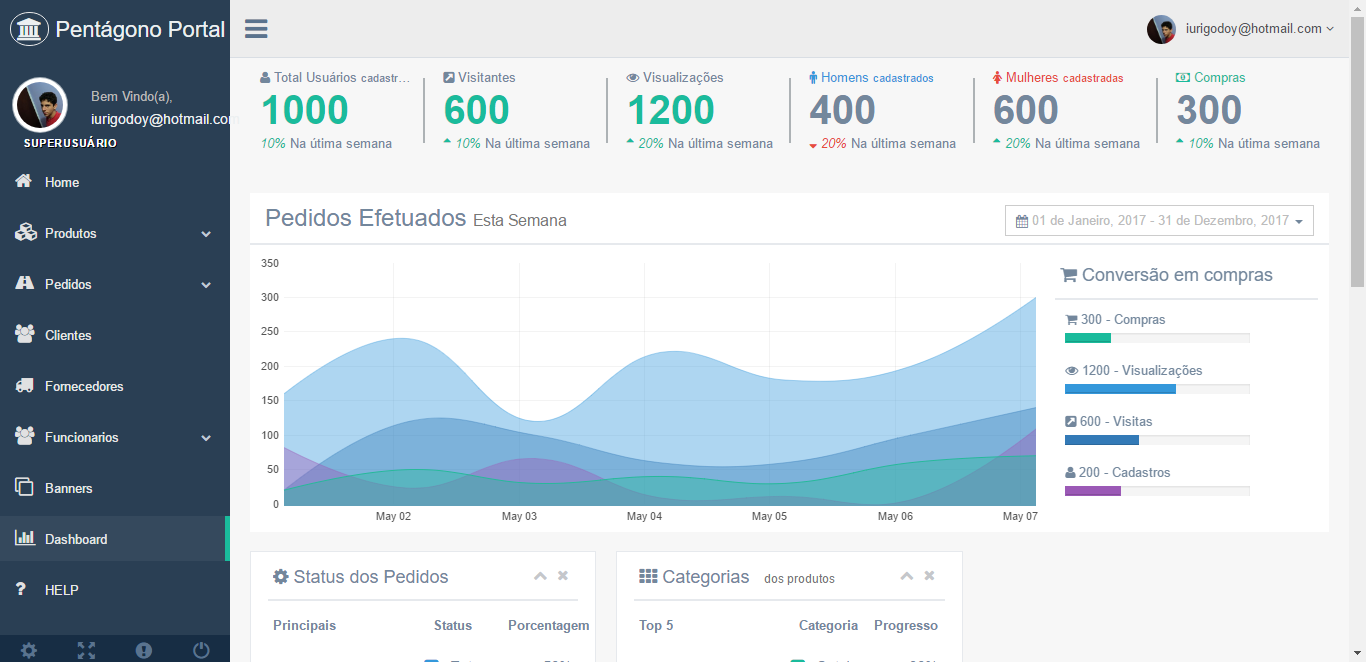 Pentágono Portal
iurigodoy@hotmail.com
Bem Vindo(a),
iurigodoy@hotmail.com
SUPERUSUÁRIO
Home
Produtos
Pedidos
Clientes
Fornecedores
Funcionarios
Banners
Dashboard
? HELP
Total Usuários cadastr...
1000
10% Na útima semana
Visitantes
600
10% Na última semana
Visualizações
1200
20% Na última semana
Homens cadastrados
400
20% Na última semana
Mulheres cadastradas
600
20% Na última semana
Compras
300
10% Na útima semana
Pedidos Efetuados Esta Semana
01 de Janeiro, 2017 - 31 de Dezembro, 2017
350
300
250
200
150
100
50
0
May 02 May 03 May 04 May 05 May 06 May 07
Conversão em compras
300 - Compras
1200 - Visualizações
600 - Visitas
200 - Cadastros
Status dos Pedidos
Principais Status Porcentagem
Categorias dos produtos
Top 5 Categoria Progresso